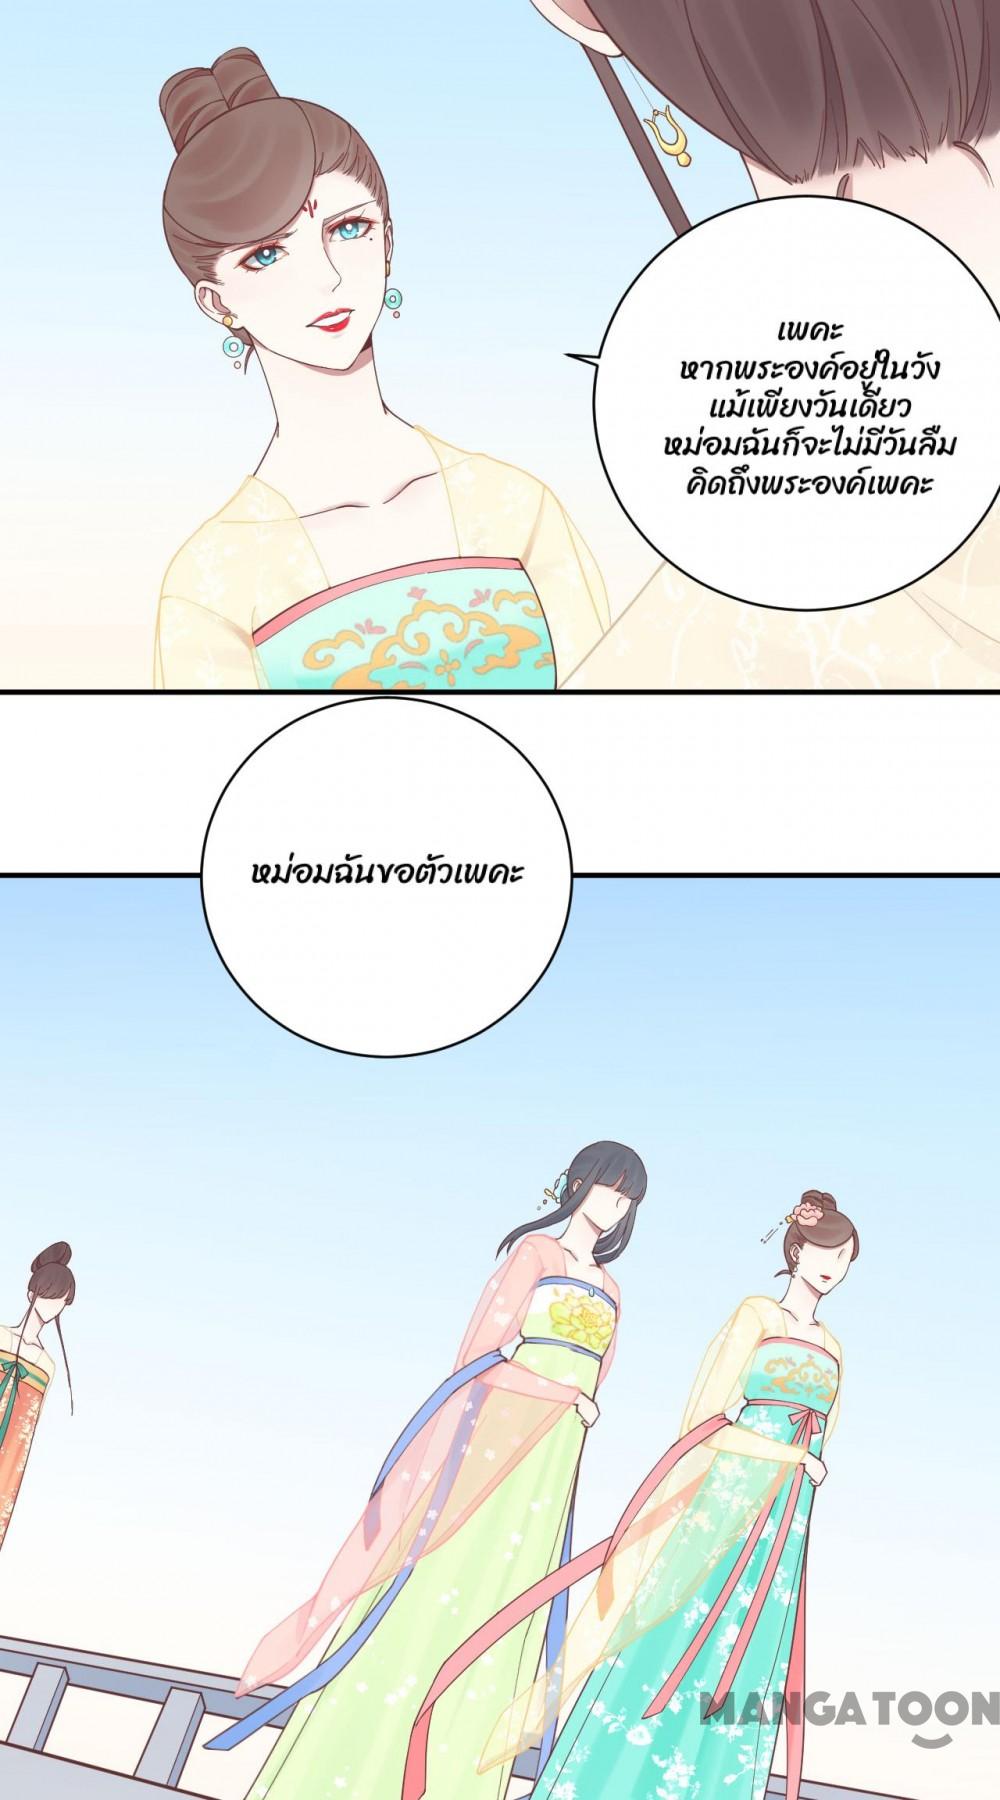 เพคะ
หากพระองค์อยู่ในวัง
แม้เพียงวันเดียว
หม่อมฉันก็จะไม่มีวันลืม
คิดถึงพระองค์เพคะ
หม่อมฉันขอตัวเพคะ
MANGATOON